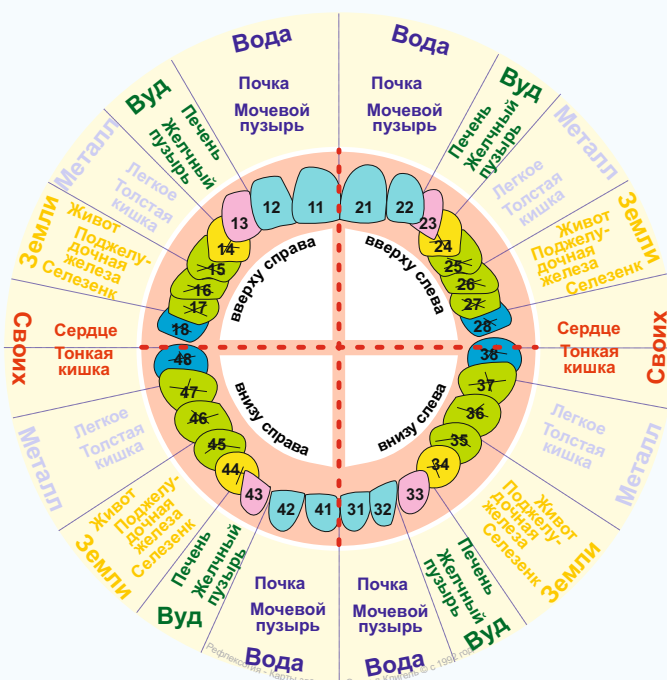 Вода
Вода
Почка
Мочевой
пузырь
Почка
Мочевой
пузырь
Вуд
Печень
Желчный
пузырь
Вуд
Печень
Желчный
пузырь
Металл
Легкое
Толстая
кишка
Металл
Легкое
Толстая
кишка
Земли
Живот
Поджелу-
дочная
железа
Селезенк
Земли
Живот
Поджелу-
дочная
железа
Селезенк
Своих
Сердце
Тонкая
кишка
Своих
Сердце
Тонкая
кишка
13 12 11 21 22 23
14 24
15 25
16 26
17 27
18 28
вверху справа
вверху слева
48 38
47 37
46 36
45 35
44 34
43 42 41 31 32 33
внизу справа
внизу слева
Металл
Легкое
Толстая
кишка
Металл
Легкое
Толстая
кишка
Земли
Живот
Поджелу-
дочная
железа
Селезенк
Земли
Живот
Поджелу-
дочная
железа
Селезенк
Вуд
Печень
Желчный
пузырь
Вуд
Печень
Желчный
пузырь
Почка
Мочевой
пузырь
Вода
Почка
Мочевой
пузырь
Вода
Рефлексогия - Карты
Кригель © с 1992 год